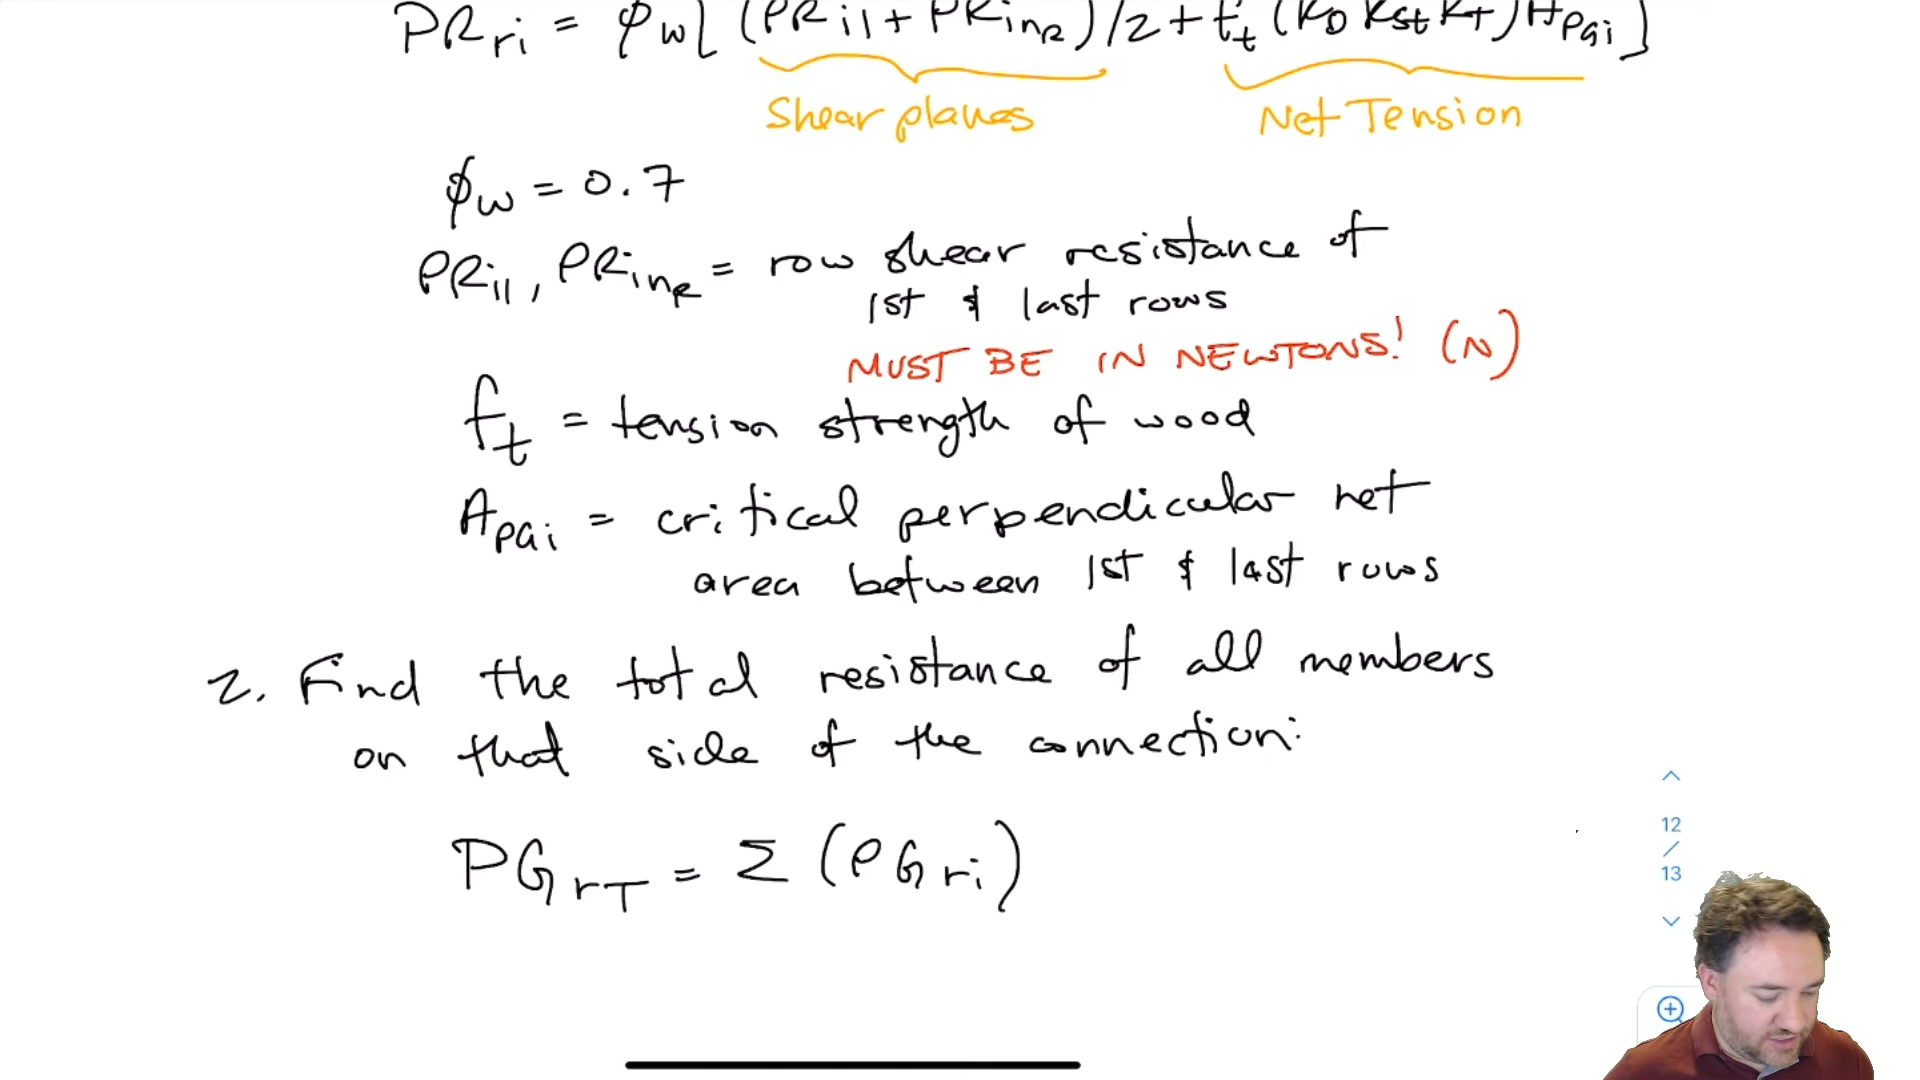 PRri = φw[(PRi1+PRinR)/2+ft(KD KSt KT)APGi]
Shear planes
Net Tension
φw = 0.7
PRi1, PRinR = row shear resistance of
1st & last rows
MUST BE IN NEWTONS! (N)
ft = tension strength of wood
APGi = critical perpendicular net
area between 1st & last rows
2. Find the total resistance of all members
on that side of the connection:
PGrT = Σ (PGri)
12
/
13